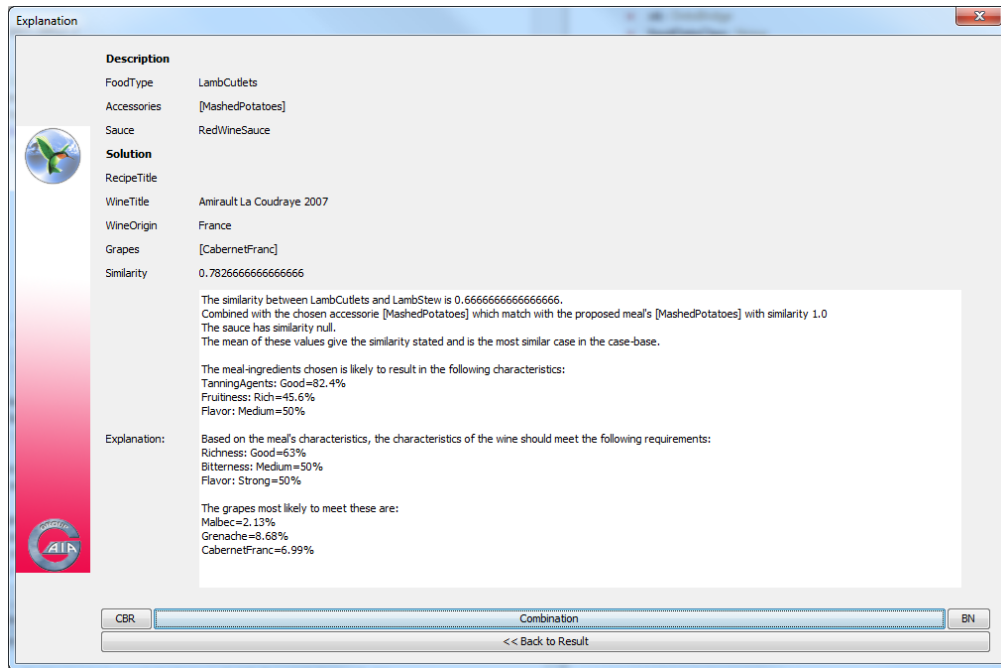 Explanation
Description
FoodType LambCutlets
Accessories [MashedPotatoes]
Sauce RedWineSauce
Solution
RecipeTitle
WineTitle Amirault La Coudraye 2007
WineOrigin France
Grapes [CabernetFranc]
Similarity 0.7826666666666666
The similarity between LambCutlets and LambStew is 0.6666666666666666.
Combined with the chosen accessorie [MashedPotatoes] which match with the proposed meal's [MashedPotatoes] with similarity 1.0
The sauce has similarity null.
The mean of these values give the similarity stated and is the most similar case in the case-base.
The meal-ingredients chosen is likely to result in the following characteristics:
TanningAgents: Good=82.4%
Fruitiness: Rich=45.6%
Flavor: Medium=50%
Explanation:
Based on the meal's characteristics, the characteristics of the wine should meet the following requirements:
Richness: Good=63%
Bitterness: Medium=50%
Flavor: Strong=50%
The grapes most likely to meet these are:
Malbec=2.13%
Grenache=8.68%
CabernetFranc=6.99%
GROUP
GAIA
CBR Combination BN
<< Back to Result